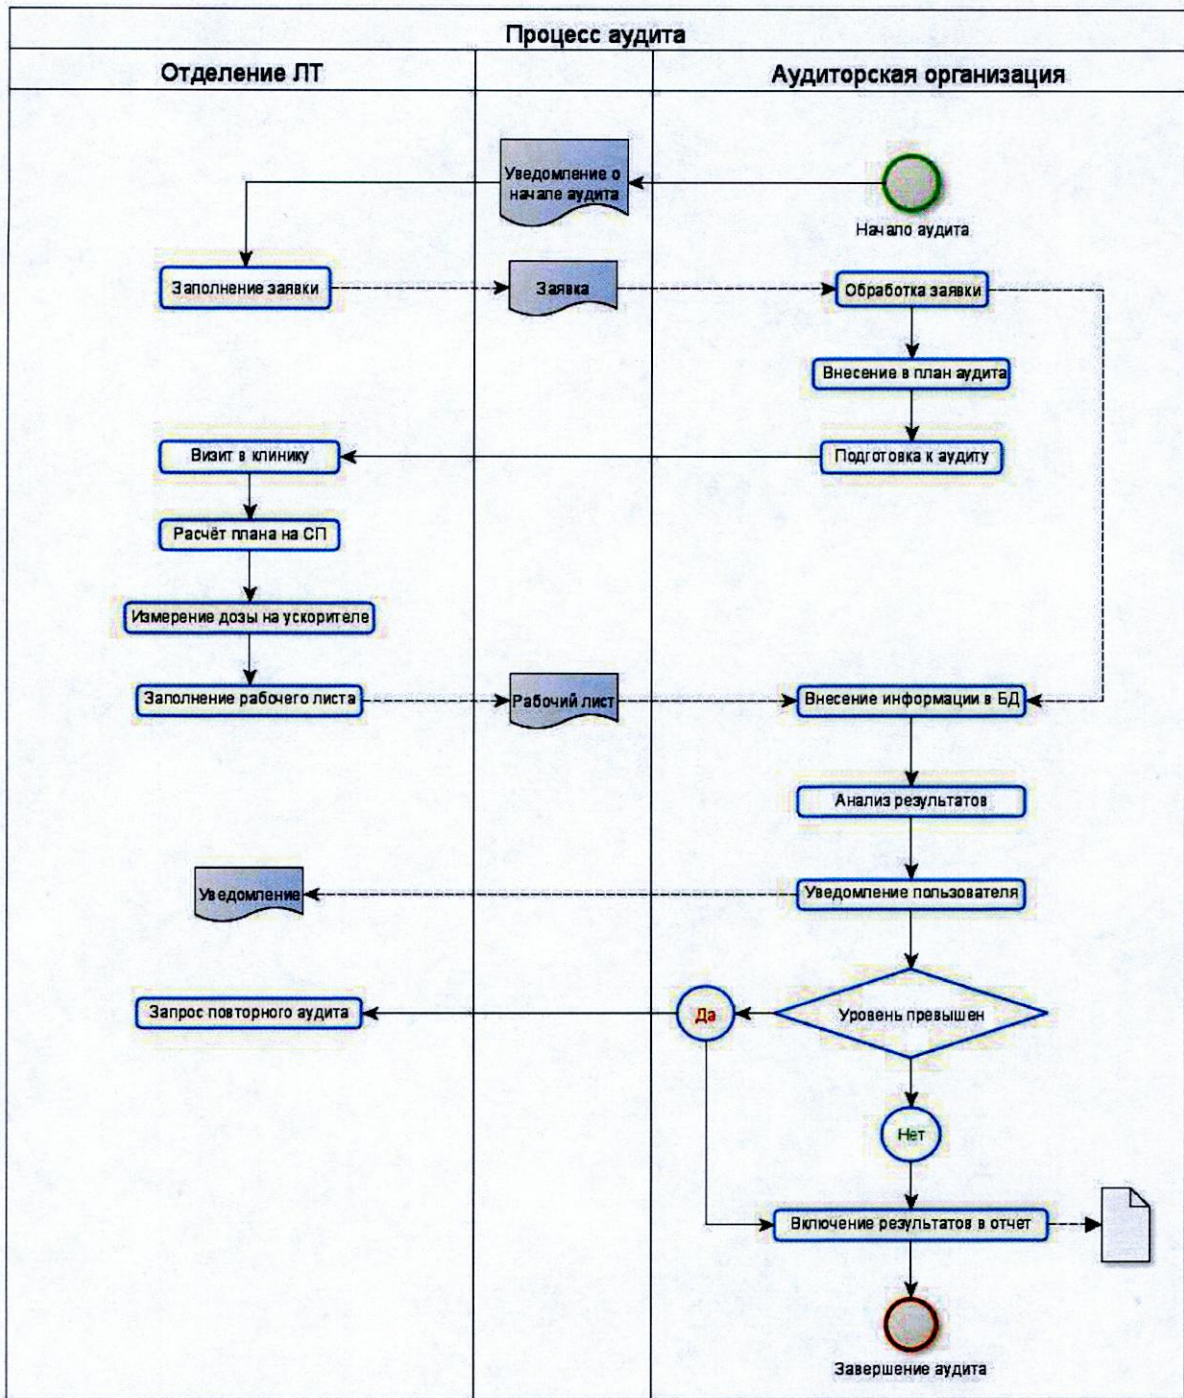 Процесс аудита
Отделение ЛТ
Аудиторская организация
Уведомление о
начале аудита
Начало аудита
Заполнение заявки
Заявка
Обработка заявки
Внесение в план аудита
Визит в клинику
Подготовка к аудиту
Расчёт плана на СП
Измерение дозы на ускорителе
Заполнение рабочего листа
Рабочий лист
Внесение информации в БД
Анализ результатов
Уведомление
Уведомление пользователя
Запрос повторного аудита
Да
Уровень превышен
Нет
Включение результатов в отчет
Завершение аудита